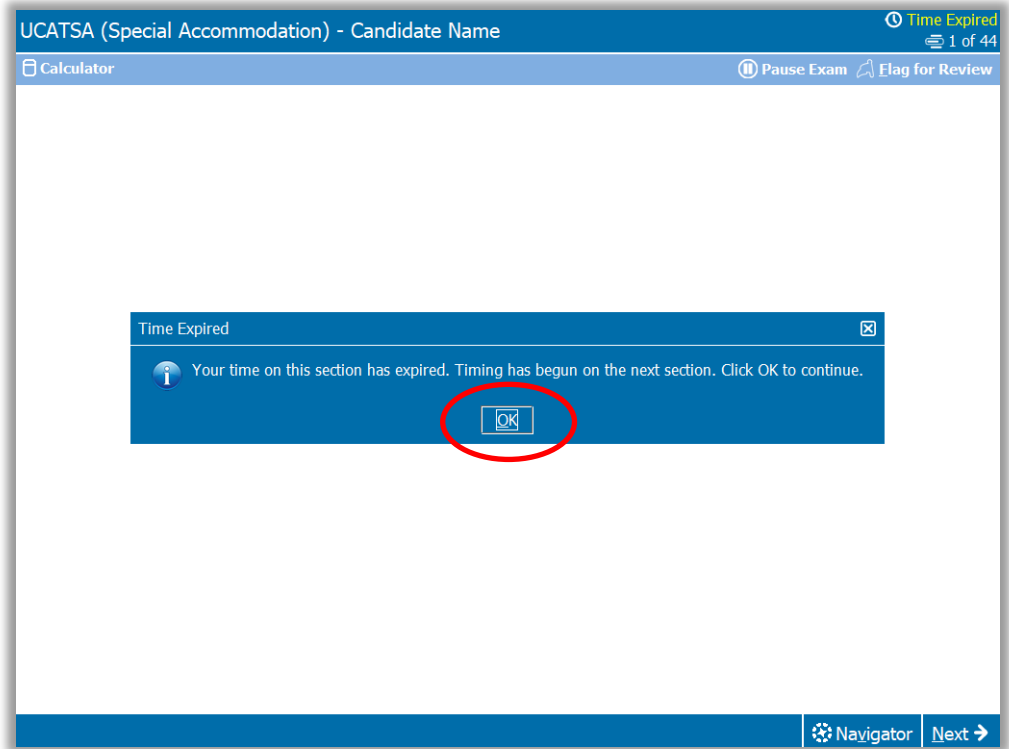 UCATSA (Special Accommodation) - Candidate Name
Time Expired
1 of 44
Calculator
Pause Exam
Flag for Review
Time Expired
Your time on this section has expired. Timing has begun on the next section. Click OK to continue.
OK
Navigator
Next